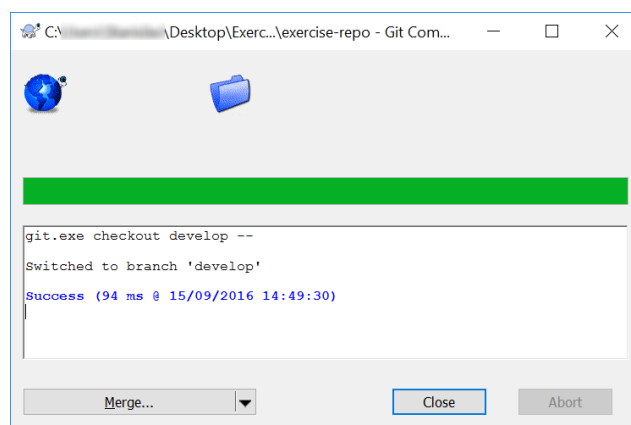 C:\ \Desktop\Exerc...\exercise-repo - Git Com...
git.exe checkout develop --
Switched to branch 'develop'
Success (94 ms @ 15/09/2016 14:49:30)
Merge... Close Abort